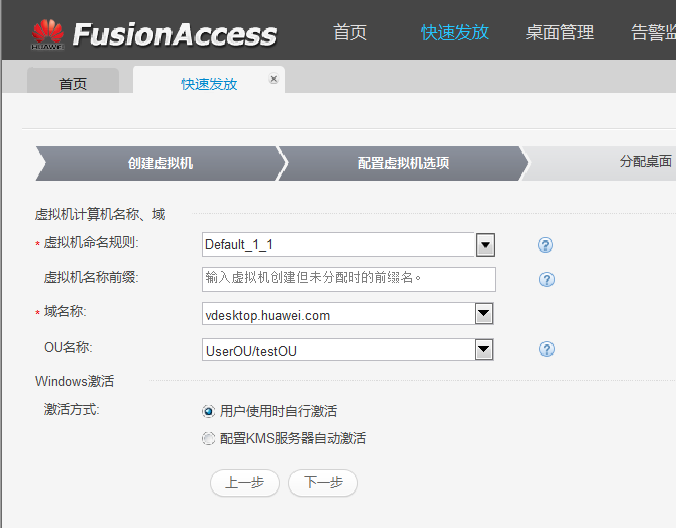 HUAWEI FusionAccess 首页 快速发放 桌面管理 告警监
首页 快速发放
创建虚拟机 配置虚拟机选项 分配桌面
虚拟机计算机名称、域
* 虚拟机命名规则: Default_1_1
虚拟机名称前缀: 输入虚拟机创建但未分配时的前缀名。
* 域名称: vdesktop.huawei.com
OU名称: UserOU/testOU
Windows激活
激活方式: 用户使用时自行激活
配置KMS服务器自动激活
上一步 下一步